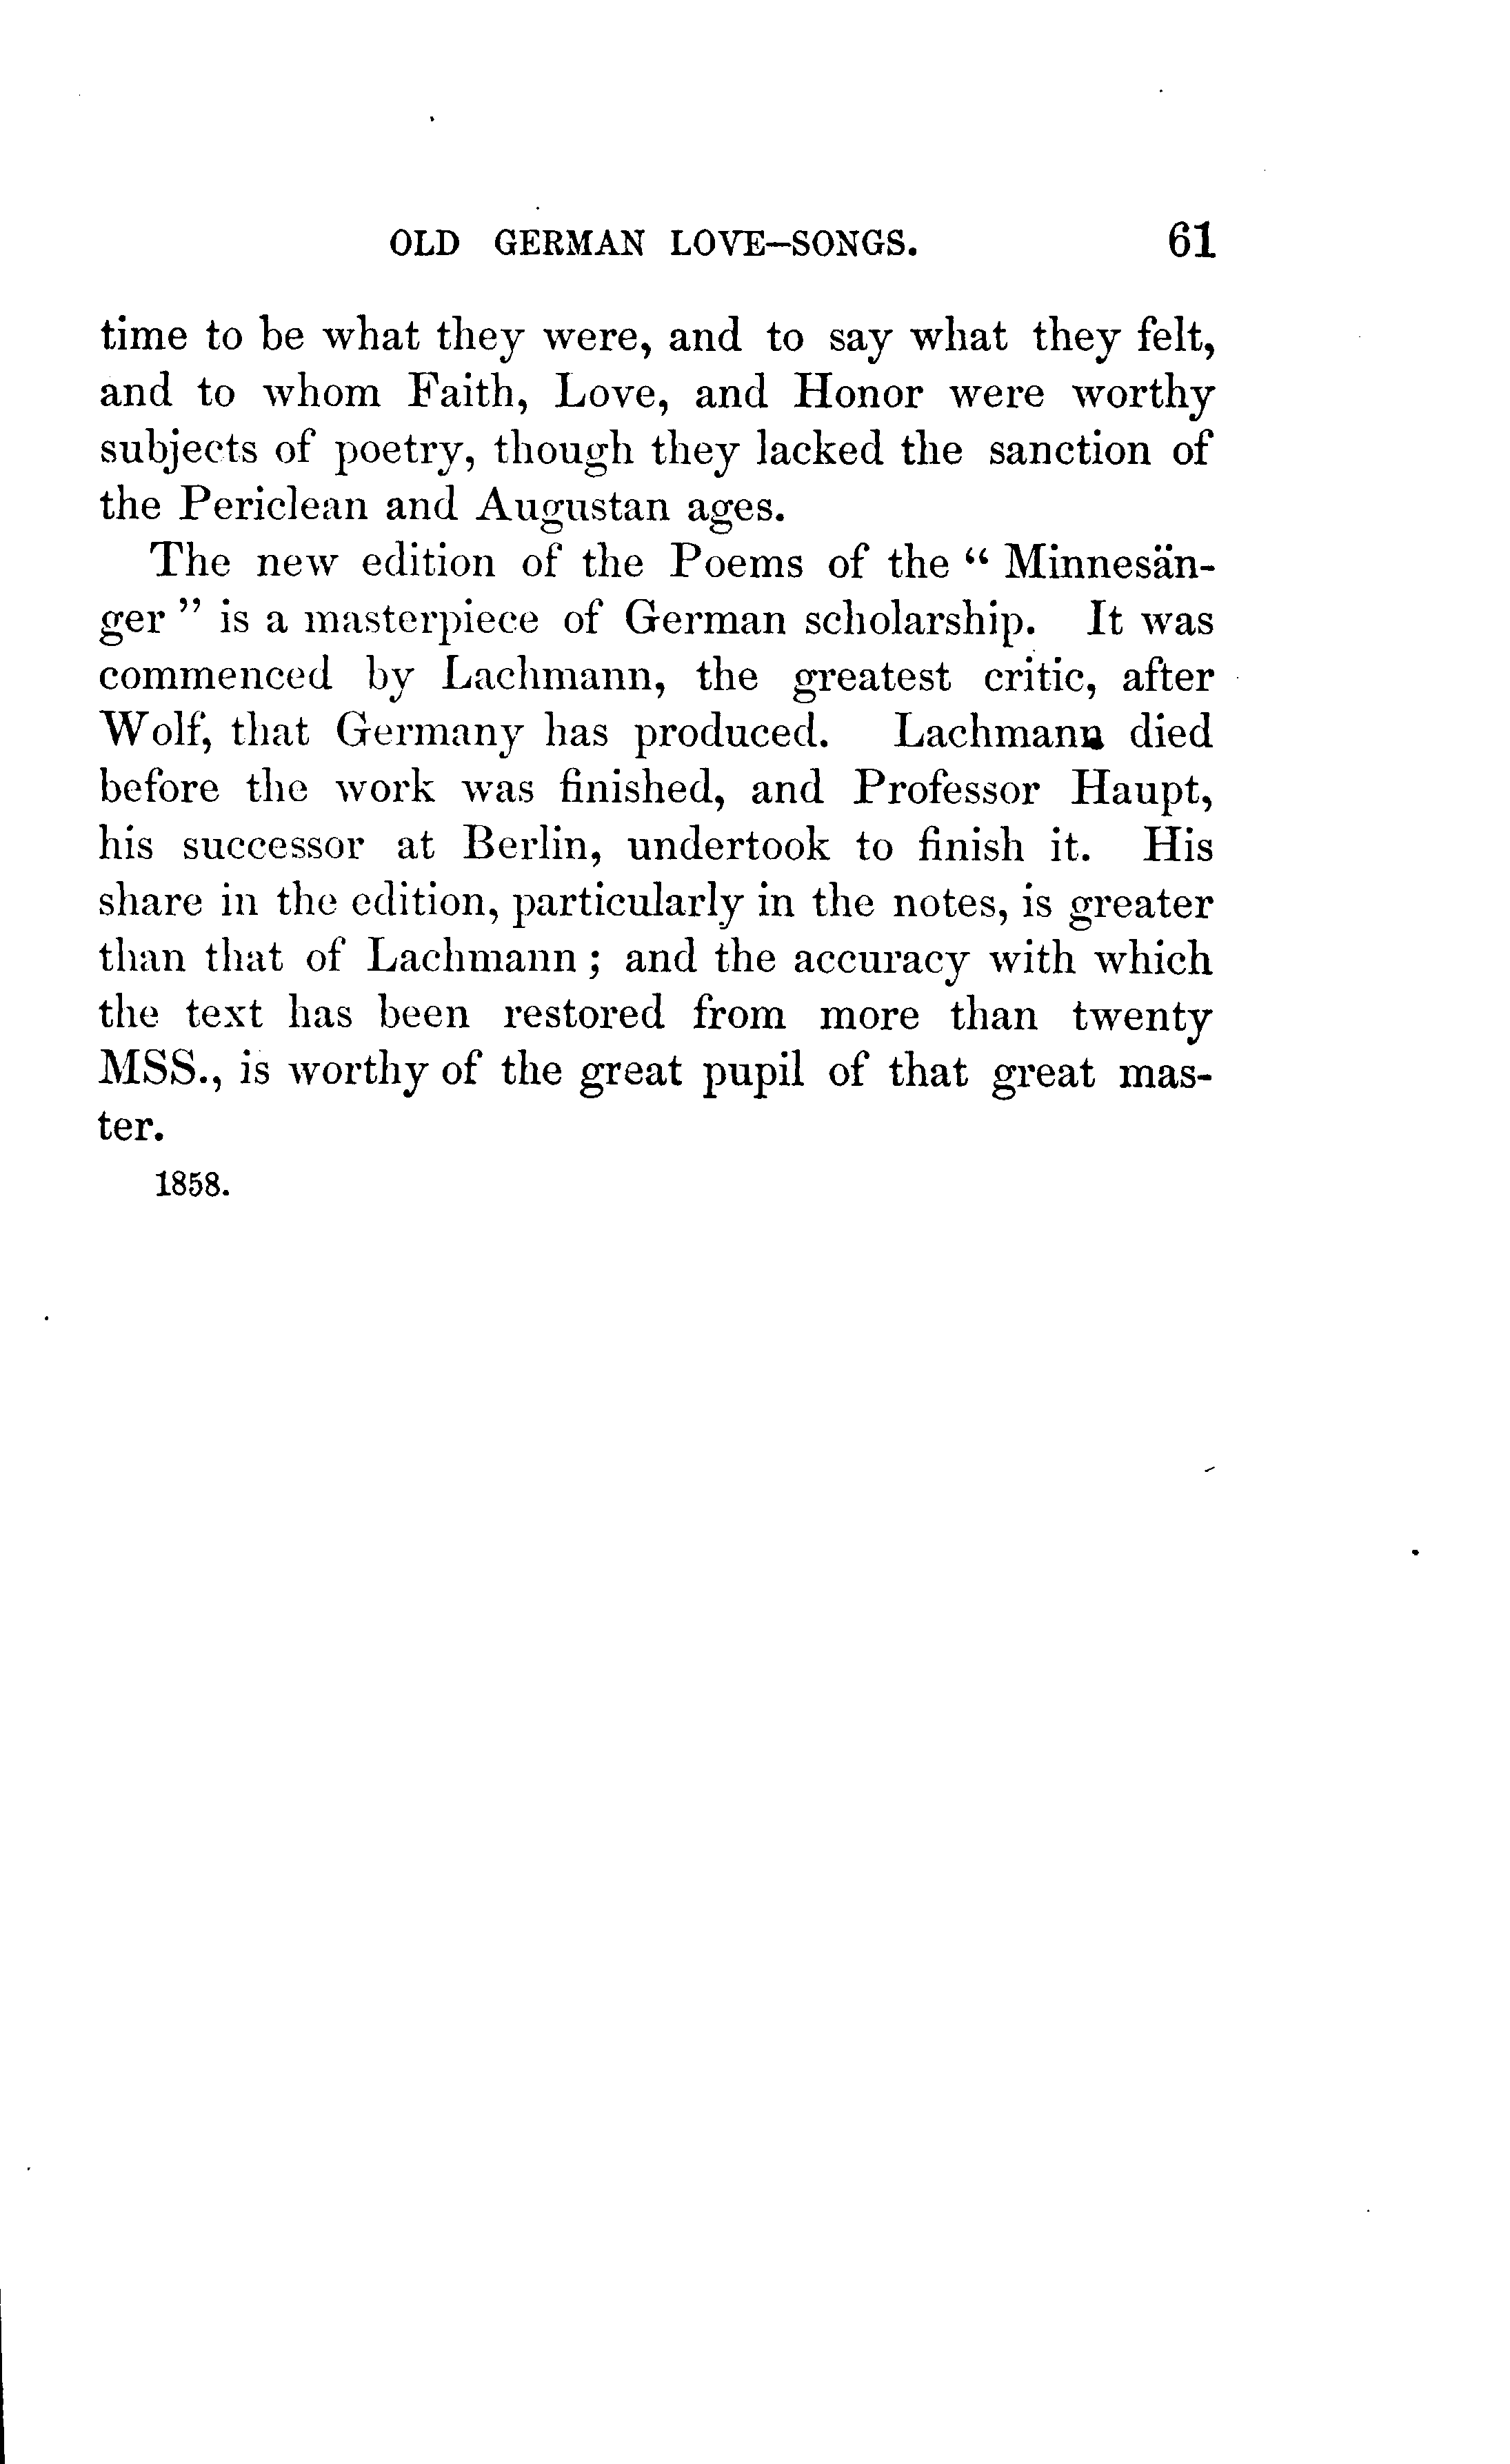 OLD GERMAN LOVE-SONGS. 61
time to be what they were, and to say what they felt,
and to whom Faith, Love, and Honor were worthy
subjects of poetry, though they lacked the sanction of
the Periclean and Augustan ages.
The new edition of the Poems of the “ Minnesän-
ger ” is a masterpiece of German scholarship. It was
commenced by Lachmann, the greatest critic, after
Wolf, that Germany has produced. Lachmann died
before the work was finished, and Professor Haupt,
his successor at Berlin, undertook to finish it. His
share in the edition, particularly in the notes, is greater
than that of Lachmann ; and the accuracy with which
the text has been restored from more than twenty
MSS., is worthy of the great pupil of that great mas-
ter.
1858.